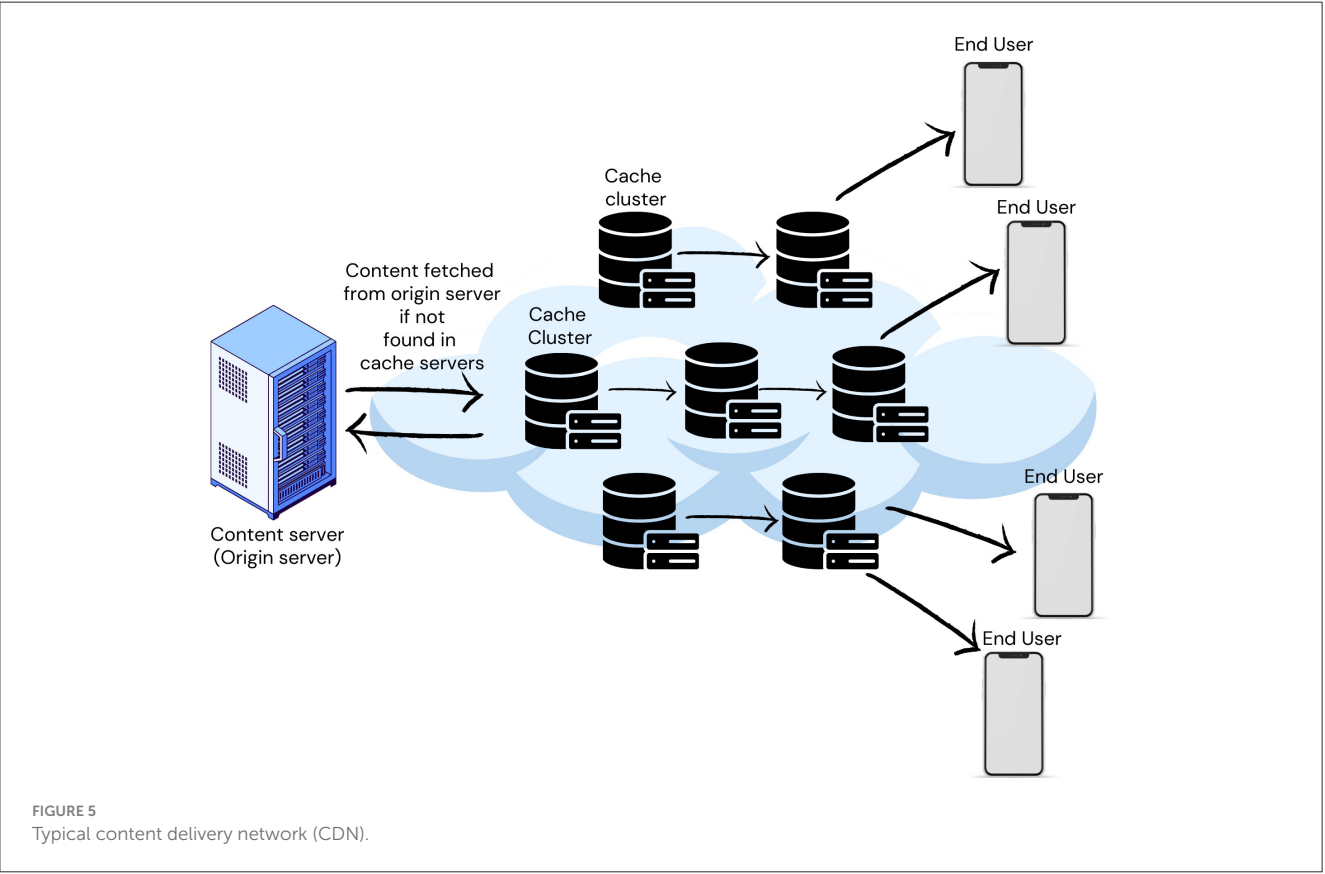 End User
End User
Cache
cluster
Content fetched
from origin server
if not
found in
cache servers
Cache
Cluster
Content server
(Origin server)
End User
End User
FIGURE 5
Typical content delivery network (CDN).